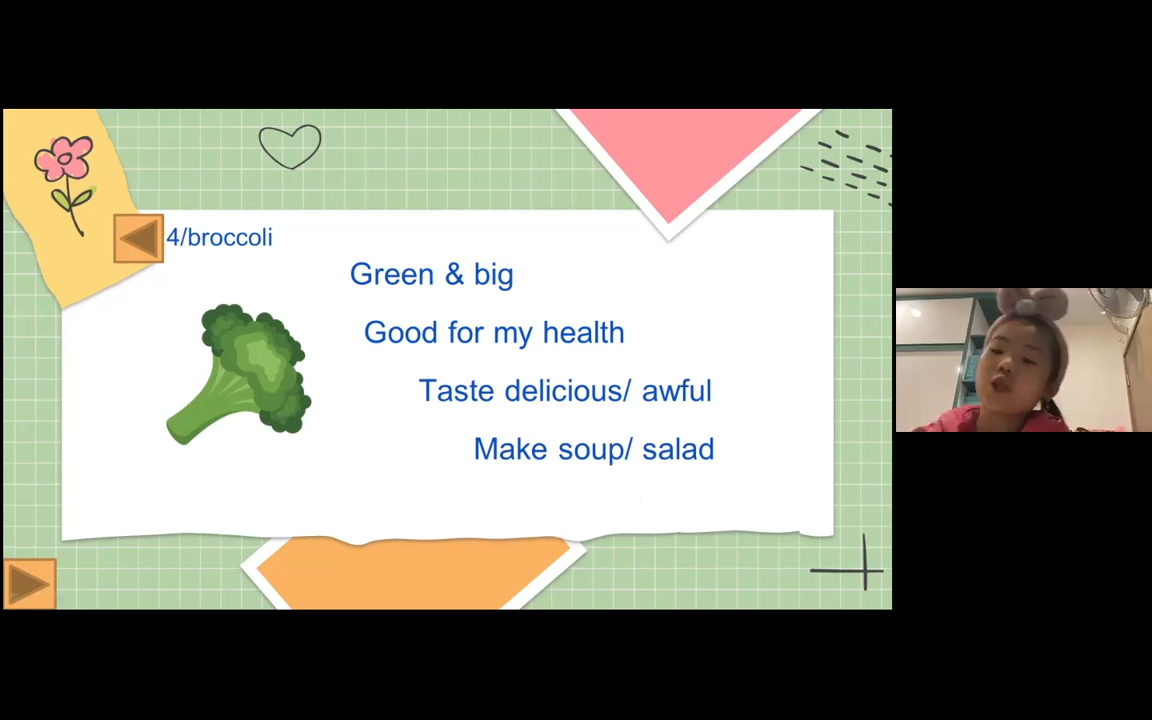 4/broccoli
Green & big
Good for my health
Taste delicious/ awful
Make soup/ salad